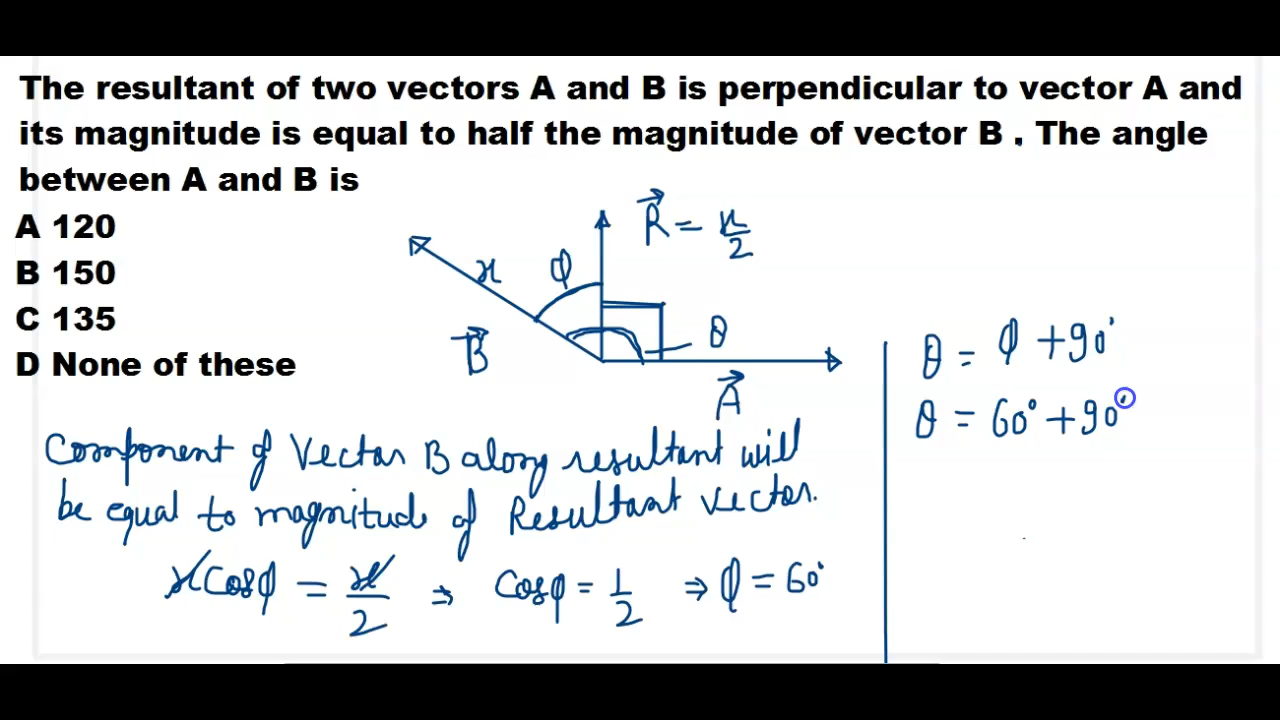 The resultant of two vectors A and B is perpendicular to vector A and
its magnitude is equal to half the magnitude of vector B . The angle
between A and B is
A 120
B 150
C 135
D None of these
R⃗ = x/2
x
ϕ
θ
B⃗
A⃗
Component of Vector B along resultant will
be equal to magnitude of Resultant vector.
x cosϕ = x/2 ⇒ cosϕ = 1/2 ⇒ ϕ = 60°
θ = ϕ + 90°
θ = 60° + 90°